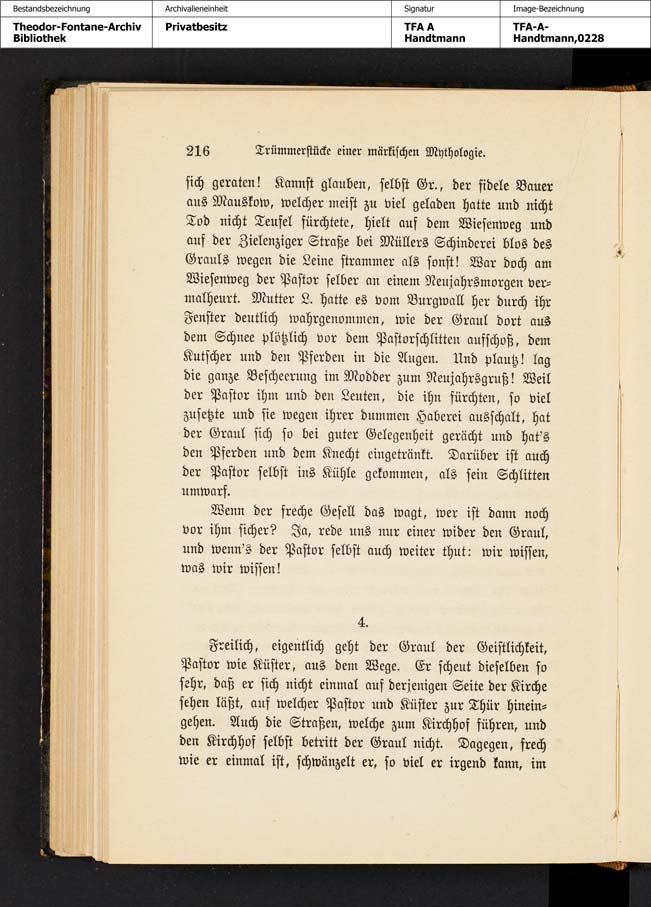 Bestandsbezeichnung Archivalieneinheit Signatur Image-Bezeichnung
Theodor-Fontane-Archiv Privatbesitz TFA A TFA-A-
Bibliothek Handtmann Handtmann,0228
216 Trümmerstücke einer märkischen Mythologie.
sich geraten! Kannst glauben, selbst Gr., der fidele Bauer
aus Mauskow, welcher meist zu viel geladen hatte und nicht
Tod nicht Teufel fürchtete, hielt auf dem Wiesenweg und
auf der Zielenziger Straße bei Müllers Schinderei blos des
Grauls wegen die Leine strammer als sonst! War doch am
Wiesenweg der Pastor selber an einem Neujahrsmorgen ver-
malheurt. Mutter L. hatte es vom Burgwall her durch ihr
Fenster deutlich wahrgenommen, wie der Graul dort aus
dem Schnee plötzlich vor dem Pastorschlitten aufschoß, dem
Kutscher und den Pferden in die Augen. Und plautz! lag
die ganze Bescheerung im Modder zum Neujahrsgruß! Weil
der Pastor ihm und den Leuten, die ihn fürchten, so viel
zusetzte und sie wegen ihrer dummen Haberei ausschalt, hat
der Graul sich so bei guter Gelegenheit gerächt und hat's
den Pferden und dem Knecht eingetränkt. Darüber ist auch
der Pastor selbst ins Kühle gekommen, als sein Schlitten
umwarf.
Wenn der freche Gesell das wagt, wer ist dann noch
vor ihm sicher? Ja, rede uns nur einer wider den Graul,
und wenn's der Pastor selbst auch weiter thut: wir wissen,
was wir wissen!
4.
Freilich, eigentlich geht der Graul der Geistlichkeit,
Pastor wie Küster, aus dem Wege. Er scheut dieselben so
sehr, daß er sich nicht einmal auf derjenigen Seite der Kirche
sehen läßt, auf welcher Pastor und Küster zur Thür hinein-
gehen. Auch die Straßen, welche zum Kirchhof führen, und
den Kirchhof selbst betritt der Graul nicht. Dagegen, frech
wie er einmal ist, schwänzelt er, so viel er irgend kann, im